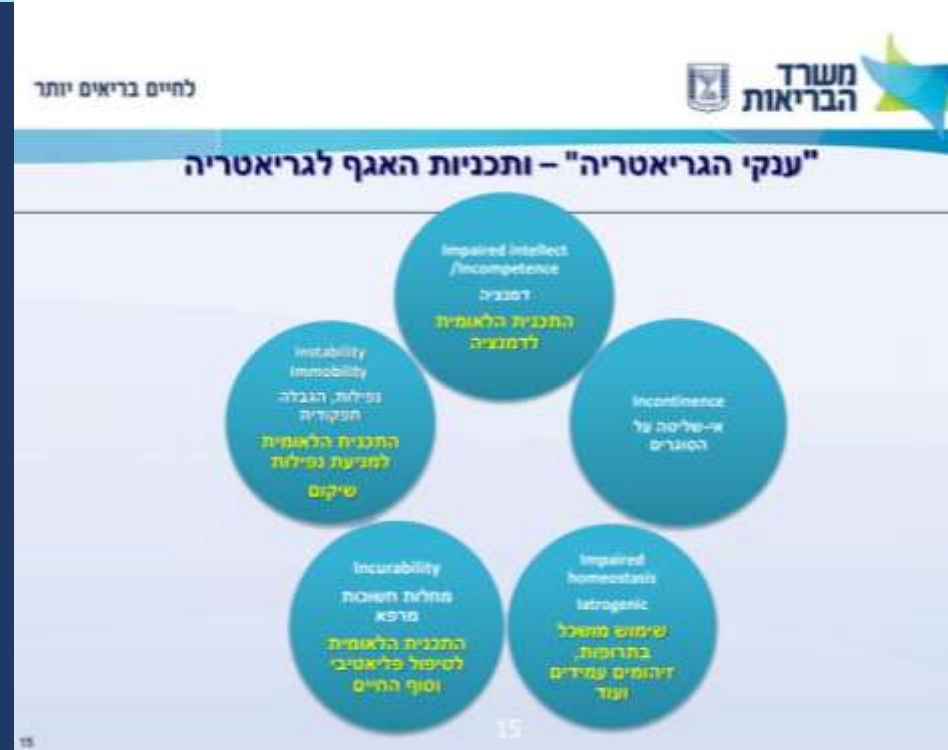 לחיים בריאים יותר
משרד
הבריאות
"ענקי הגריאטריה" – ותכניות האגף לגריאטריה
Impaired intellect
/Incompetence
דמנציה
התכנית הלאומית
לדמנציה
Instability
Immobility
נפילות, הגבלה
תפקודית
התכנית הלאומית
למניעת נפילות
שיקום
Incontinence
אי-שליטה על
הסוגרים
Incurability
מחלות חשוכות
מרפא
התכנית הלאומית
לטיפול פליאטיבי
וסוף החיים
Impaired
homeostasis
Iatrogenic
שימוש מושכל
בתרופות,
זיהומים עמידים
ועוד
15
15